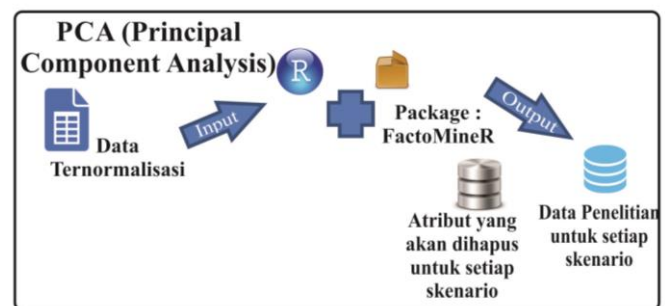 PCA (Principal
Component Analysis)
R
Data
Ternormalisasi
Input
Package :
FactoMineR
Output
Atribut yang
akan dihapus
untuk setiap
skenario
Data Penelitian
untuk setiap
skenario